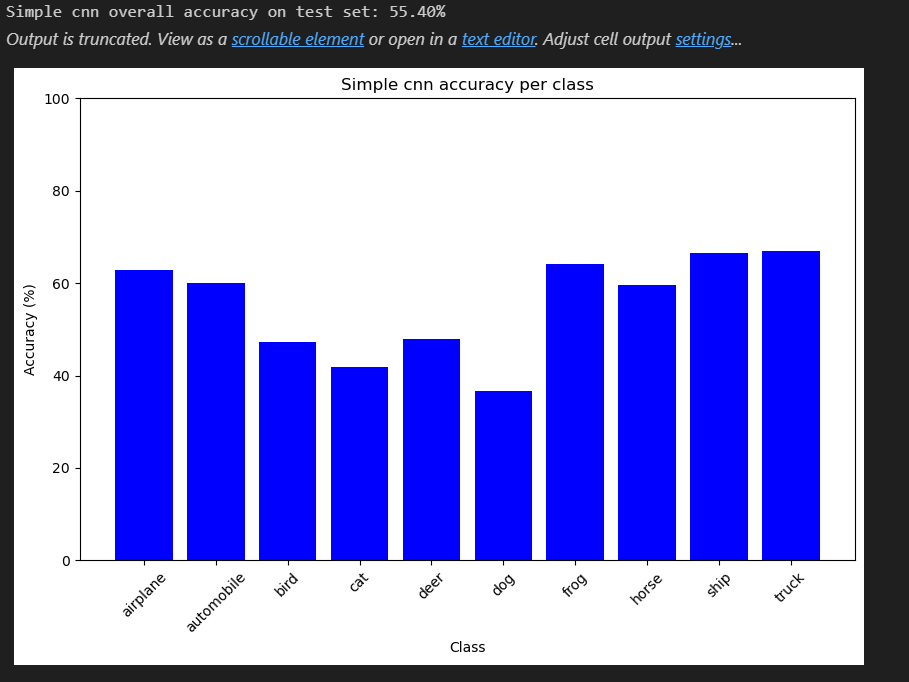 Simple cnn overall accuracy on test set: 55.40%
Output is truncated. View as a scrollable element or open in a text editor. Adjust cell output settings...
Simple cnn accuracy per class
100
80
60
40
20
0
Accuracy (%)
airplane
automobile
bird
cat
deer
dog
frog
horse
ship
truck
Class